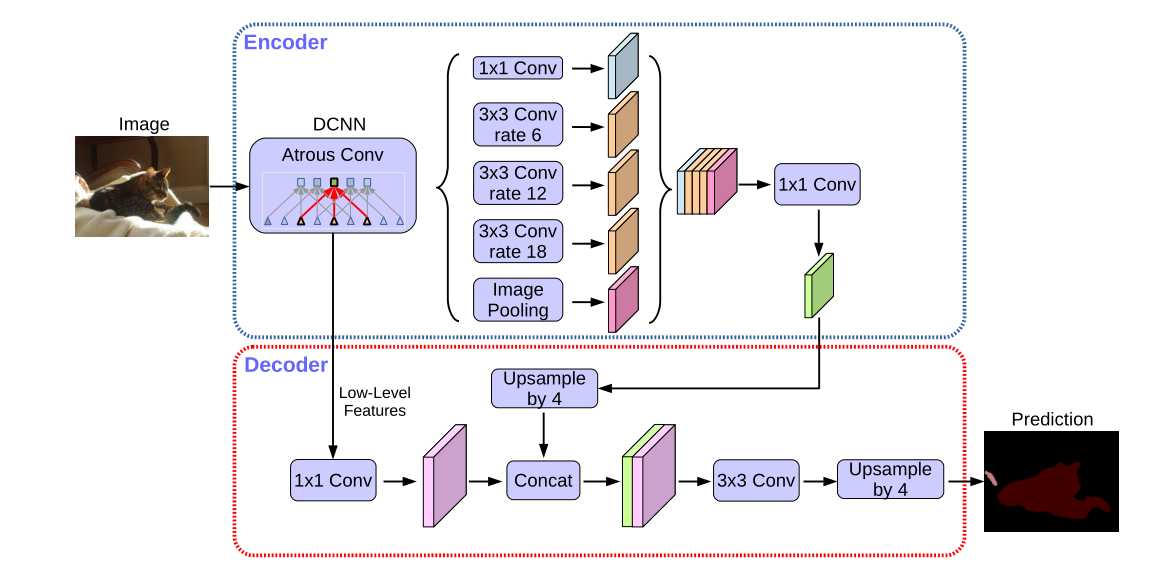 Encoder
Image
DCNN
Atrous Conv
1x1 Conv
3x3 Conv
rate 6
3x3 Conv
rate 12
3x3 Conv
rate 18
Image
Pooling
1x1 Conv
Decoder
Low-Level
Features
Upsample
by 4
1x1 Conv
Concat
3x3 Conv
Upsample
by 4
Prediction